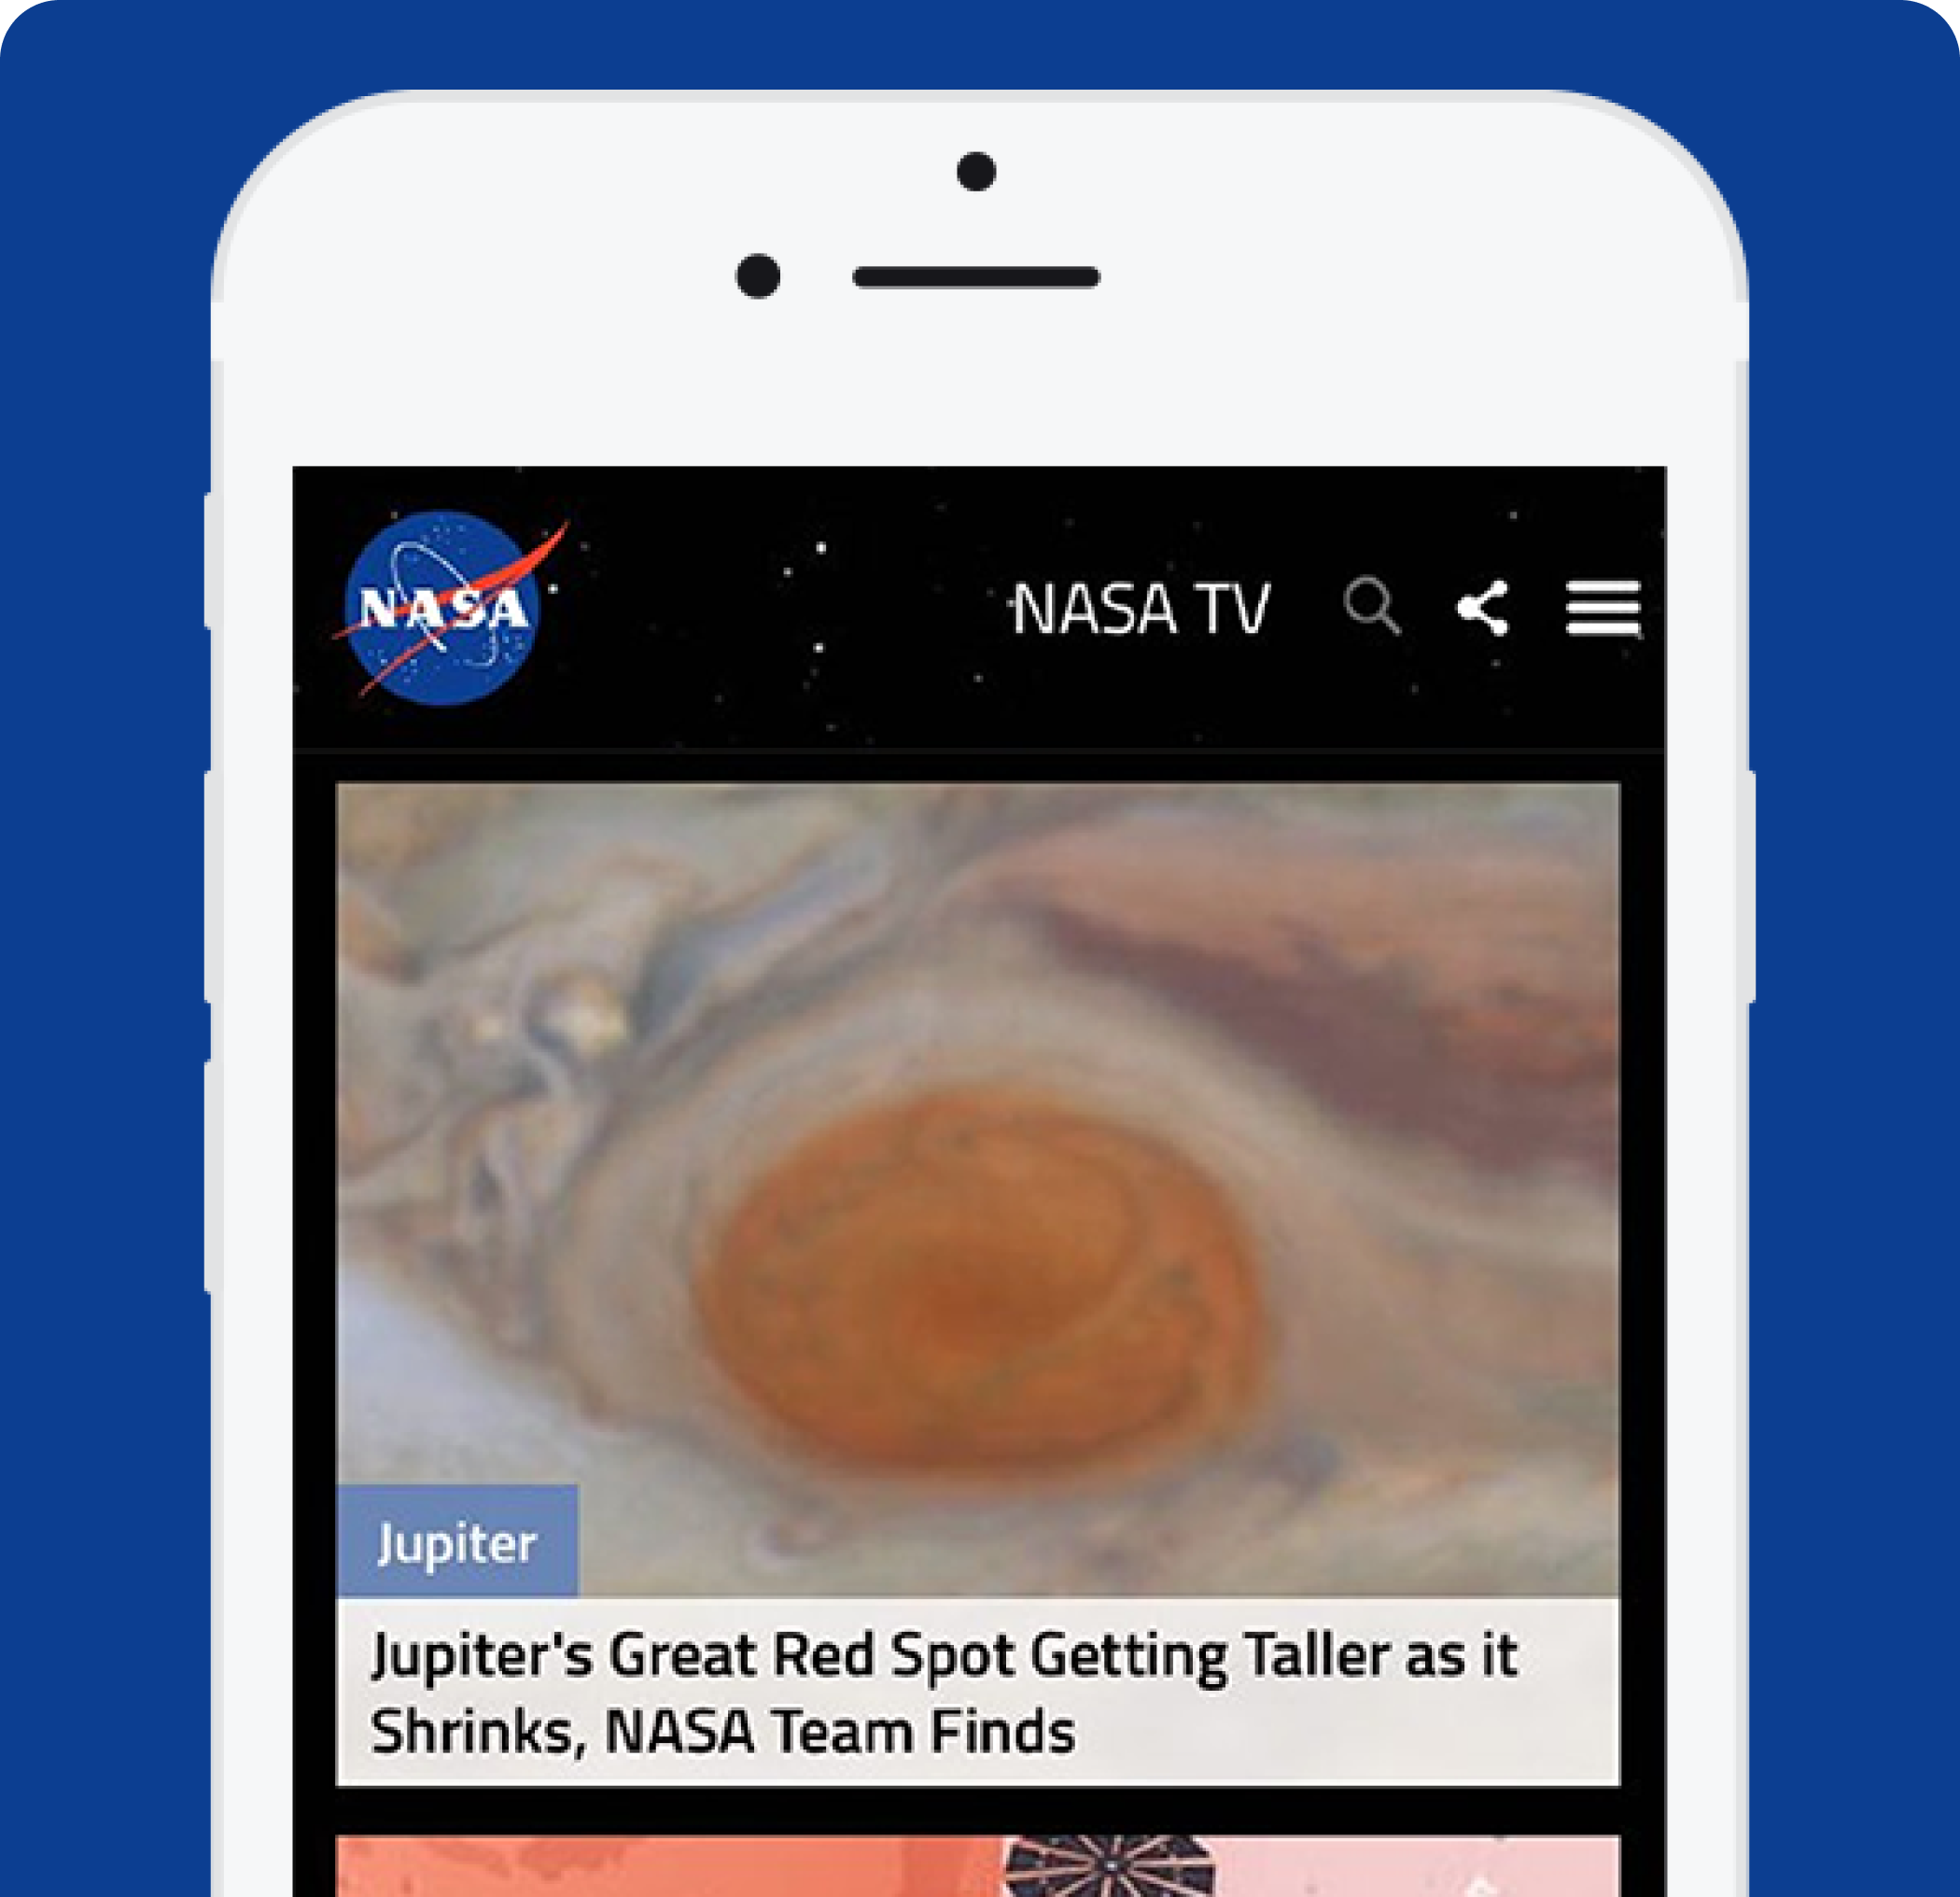 NASA
NASA TV
Jupiter
Jupiter's Great Red Spot Getting Taller as it
Shrinks, NASA Team Finds